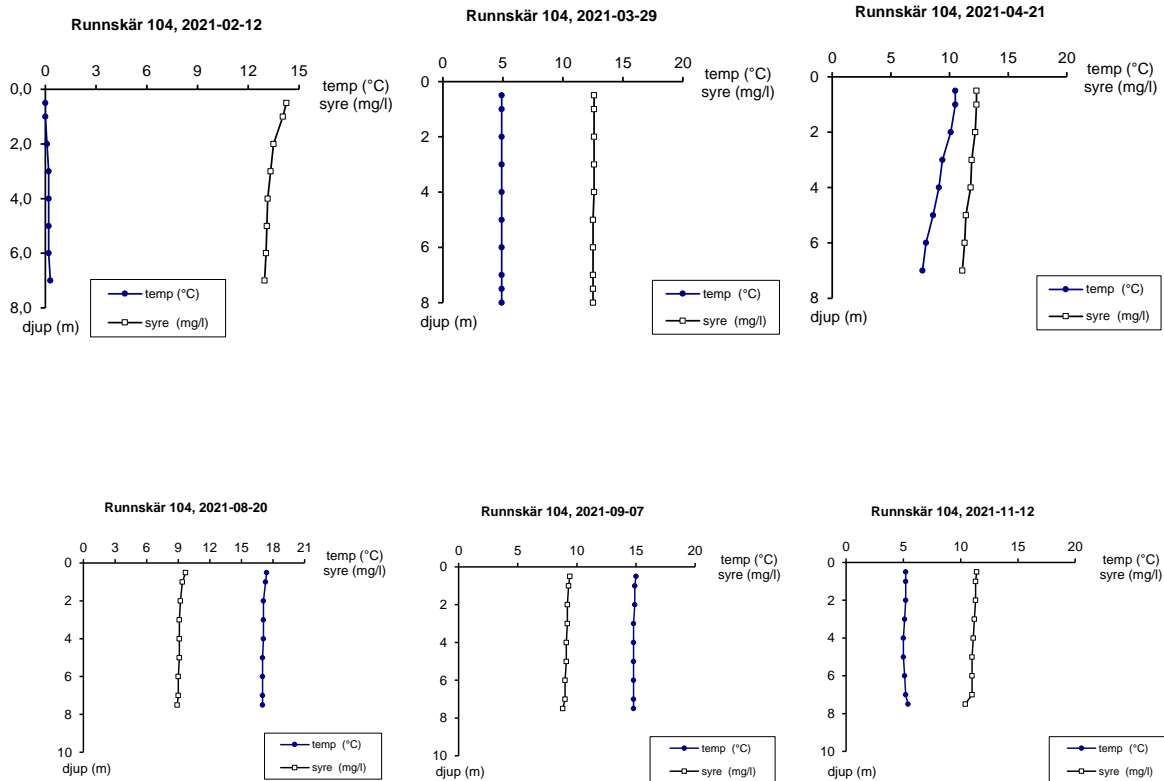 Runnskär 104, 2021-02-12
0 3 6 9 12 15
temp (°C)
syre (mg/l)
0,0
2,0
4,0
6,0
8,0
djup (m)
temp (°C)
syre (mg/l)
Runnskär 104, 2021-03-29
0 5 10 15 20
temp (°C)
syre (mg/l)
0
2
4
6
8
djup (m)
temp (°C)
syre (mg/l)
Runnskär 104, 2021-04-21
0 5 10 15 20
temp (°C)
syre (mg/l)
0
2
4
6
8
djup (m)
temp (°C)
syre (mg/l)
Runnskär 104, 2021-08-20
0 3 6 9 12 15 18 21
temp (°C)
syre (mg/l)
0
2
4
6
8
10
djup (m)
temp (°C)
syre (mg/l)
Runnskär 104, 2021-09-07
0 5 10 15 20
temp (°C)
syre (mg/l)
0
2
4
6
8
10
djup (m)
temp (°C)
syre (mg/l)
Runnskär 104, 2021-11-12
0 5 10 15 20
temp (°C)
syre (mg/l)
0
2
4
6
8
10
djup (m)
temp (°C)
syre (mg/l)